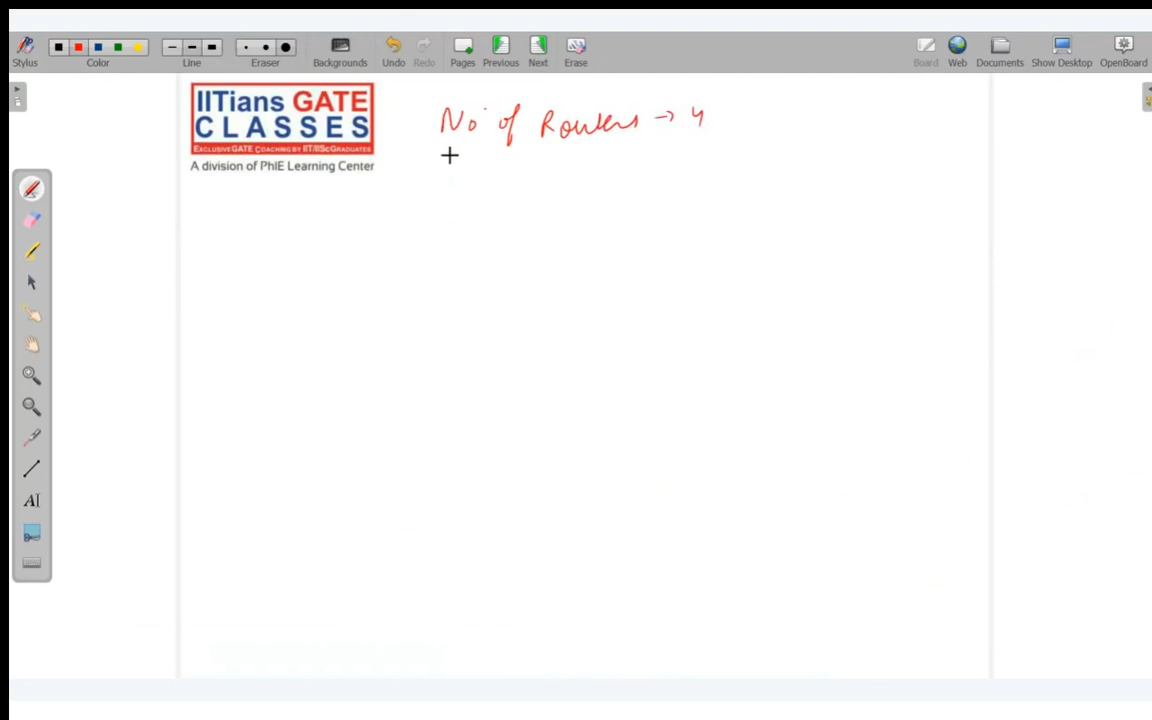 Stylus
Color
Line
Eraser
Backgrounds
Undo
Redo
Pages
Previous
Next
Erase
Board
Web
Documents
Show Desktop
OpenBoard
IITians GATE
CLASSES
EXCLUSIVE GATE COACHING BY IIT/IISc GRADUATES
A division of PhIE Learning Center
No of Routers → 4
AI